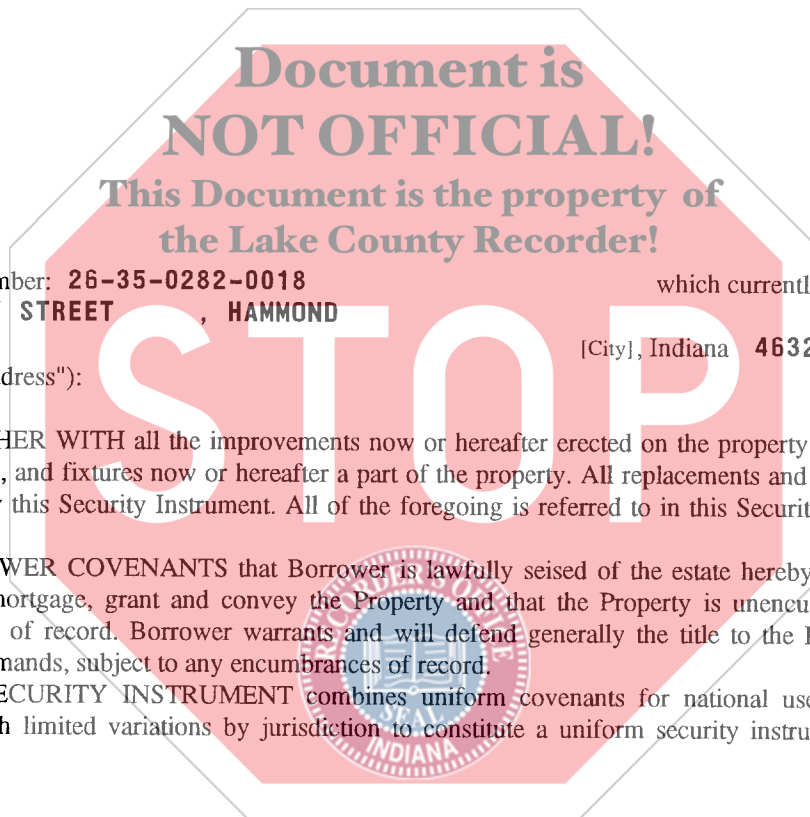 Document is
NOT OFFICIAL!
This Document is the property of
the Lake County Recorder!
mber: 26-35-0282-0018 which currentl
STREET , HAMMOND
[City], Indiana 4632
dress"):
STOP
HER WITH all the improvements now or hereafter erected on the property
, and fixtures now or hereafter a part of the property. All replacements and
y this Security Instrument. All of the foregoing is referred to in this Securit
WER COVENANTS that Borrower is lawfully seised of the estate hereby
mortgage, grant and convey the Property and that the Property is unencu
of record. Borrower warrants and will defend generally the title to the
mands, subject to any encumbrances of record.
ECURITY INSTRUMENT combines uniform covenants for national use
h limited variations by jurisdiction to constitute a uniform security instru
RECORDER'S OFFICE
SEAL
INDIANA